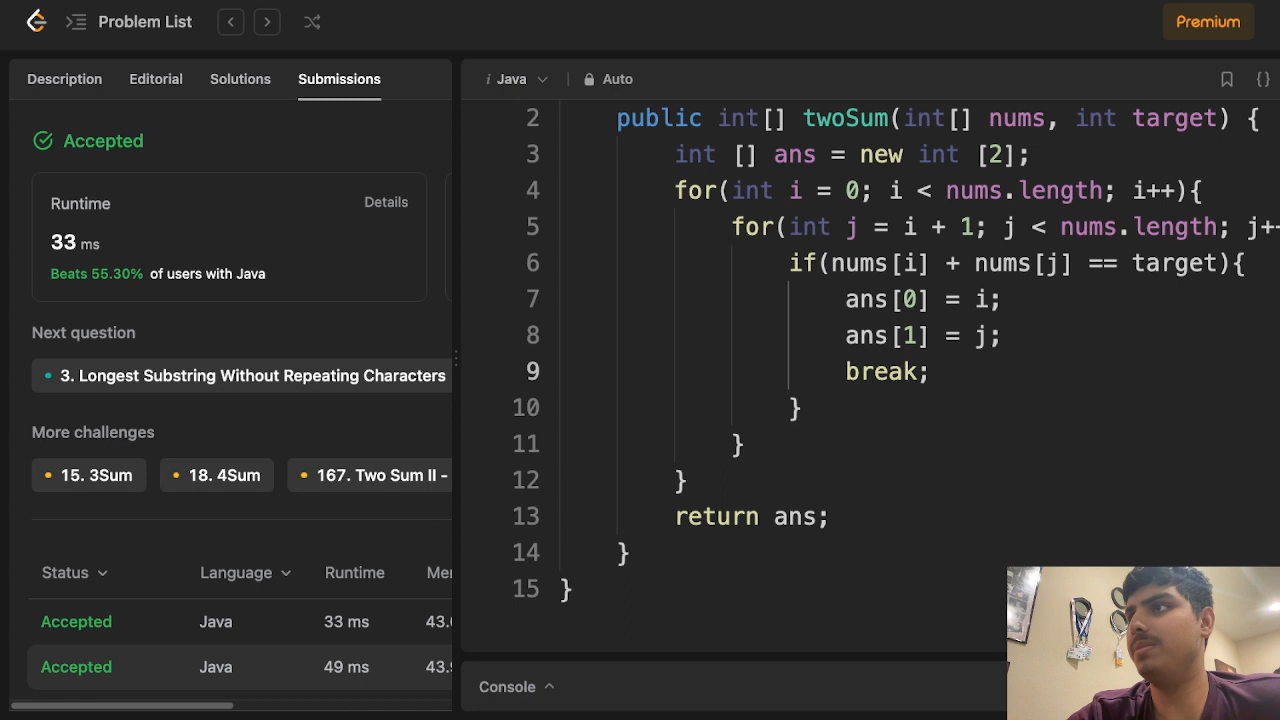 Problem List
Premium
Description Editorial Solutions Submissions
Accepted
Runtime Details
33 ms
Beats 55.30% of users with Java
Next question
3. Longest Substring Without Repeating Characters
More challenges
15. 3Sum 18. 4Sum 167. Two Sum II -
Status Language Runtime
Accepted Java 33 ms 43.
Accepted Java 49 ms 43.
i Java Auto {}
2 public int[] twoSum(int[] nums, int target) {
3 int [] ans = new int [2];
4 for(int i = 0; i < nums.length; i++){
5 for(int j = i + 1; j < nums.length; j+
6 if(nums[i] + nums[j] == target){
7 ans[0] = i;
8 ans[1] = j;
9 break;
10 }
11 }
12 }
13 return ans;
14 }
15 }
Console